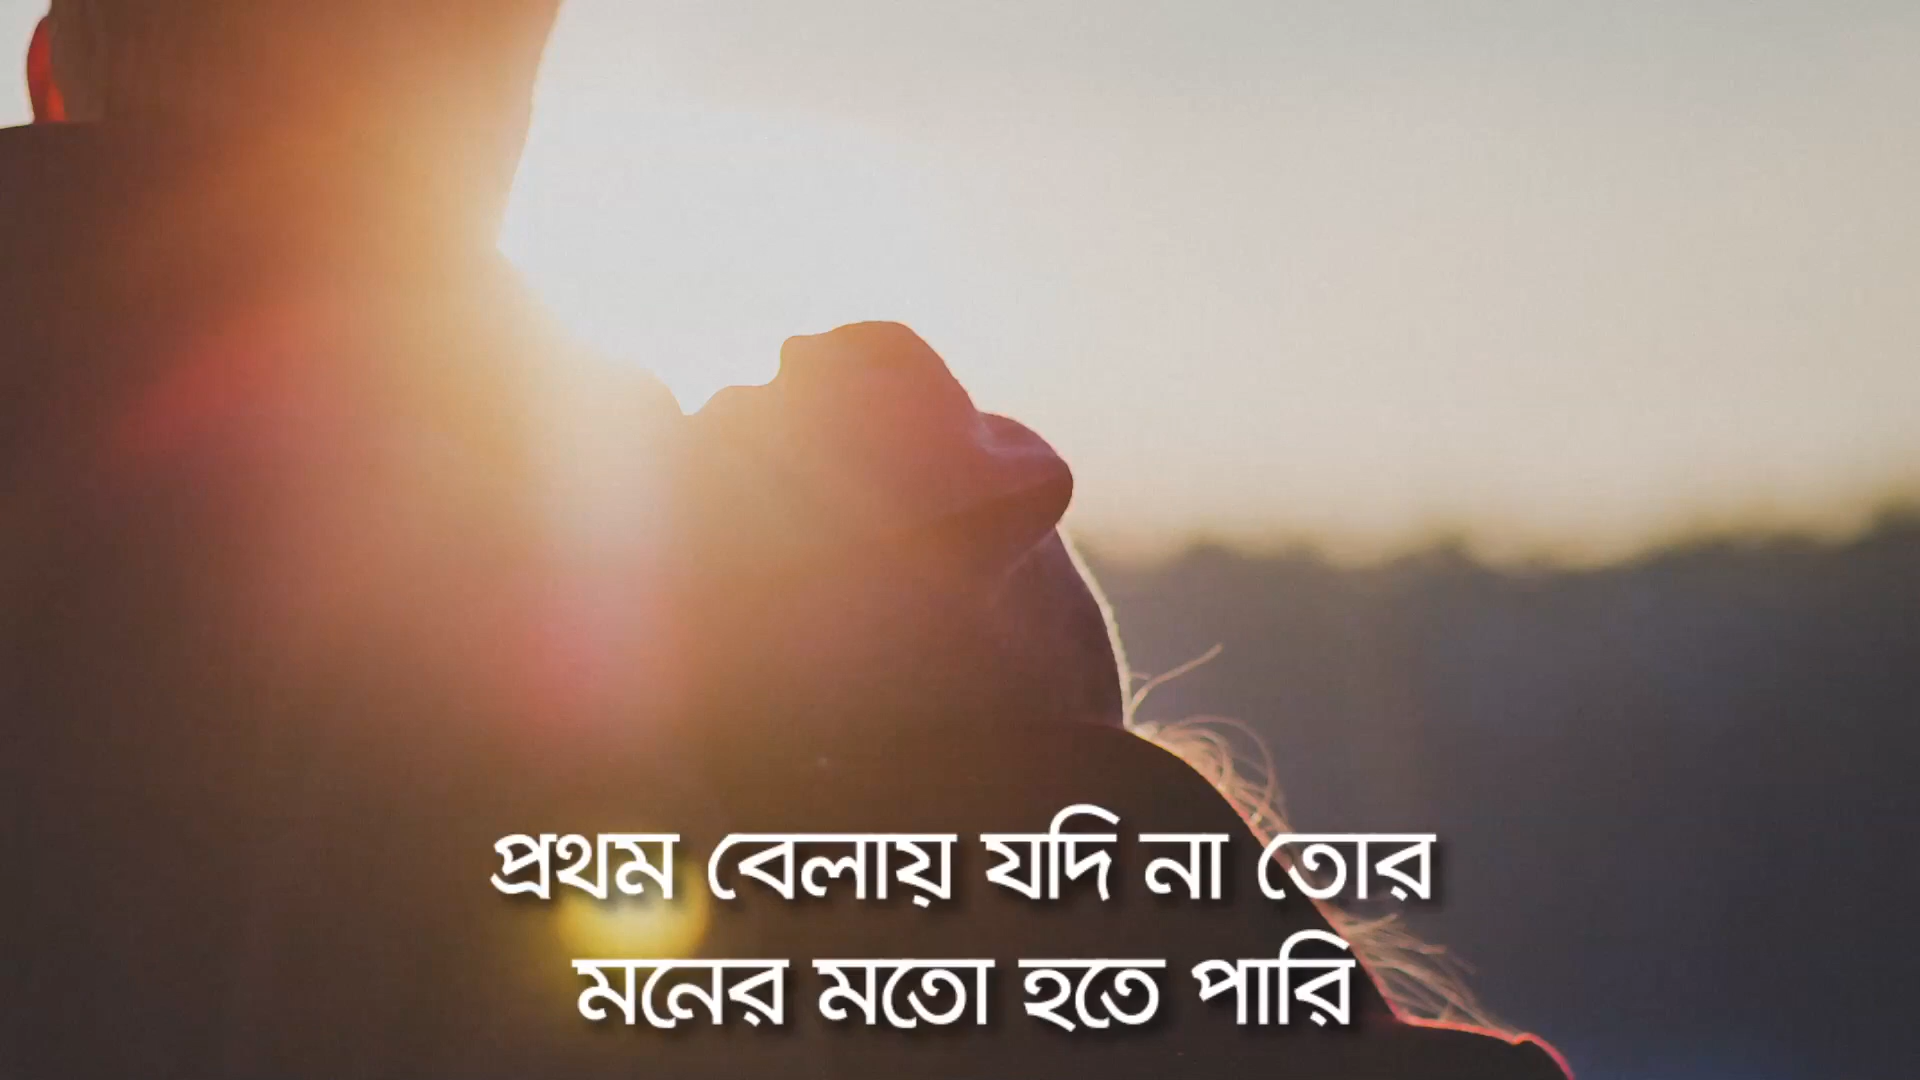 প্রথম বেলায় যদি না তোর
মনের মতো হতে পারি